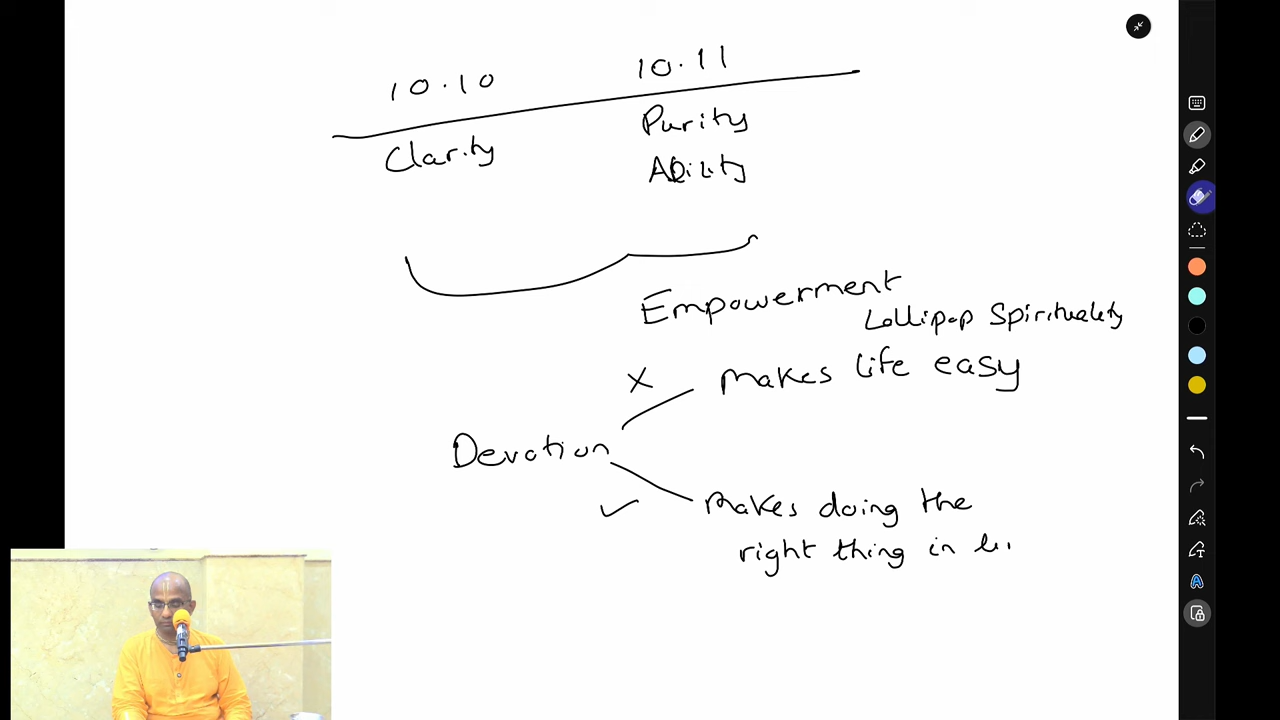 10.10 10.11
Clarity Purity
Ability
Empowerment
Lollipop Spirituality
X makes life easy
Devotion
✓ makes doing the
right thing in